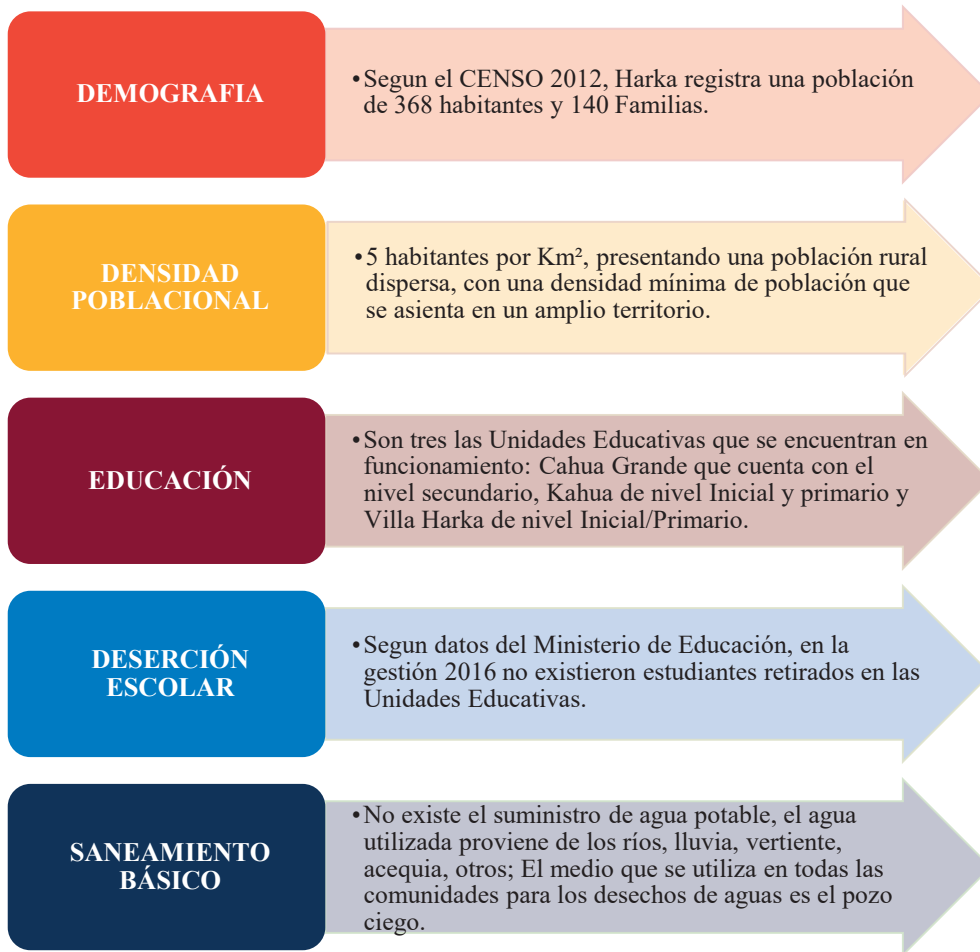 DEMOGRAFIA
•Segun el CENSO 2012, Harka registra una población
de 368 habitantes y 140 Familias.
DENSIDAD
POBLACIONAL
•5 habitantes por Km², presentando una población rural
dispersa, con una densidad mínima de población que
se asienta en un amplio territorio.
EDUCACIÓN
•Son tres las Unidades Educativas que se encuentran en
funcionamiento: Cahua Grande que cuenta con el
nivel secundario, Kahua de nivel Inicial y primario y
Villa Harka de nivel Inicial/Primario.
DESERCIÓN
ESCOLAR
•Segun datos del Ministerio de Educación, en la
gestión 2016 no existieron estudiantes retirados en las
Unidades Educativas.
SANEAMIENTO
BÁSICO
•No existe el suministro de agua potable, el agua
utilizada proviene de los ríos, lluvia, vertiente,
acequia, otros; El medio que se utiliza en todas las
comunidades para los desechos de aguas es el pozo
ciego.